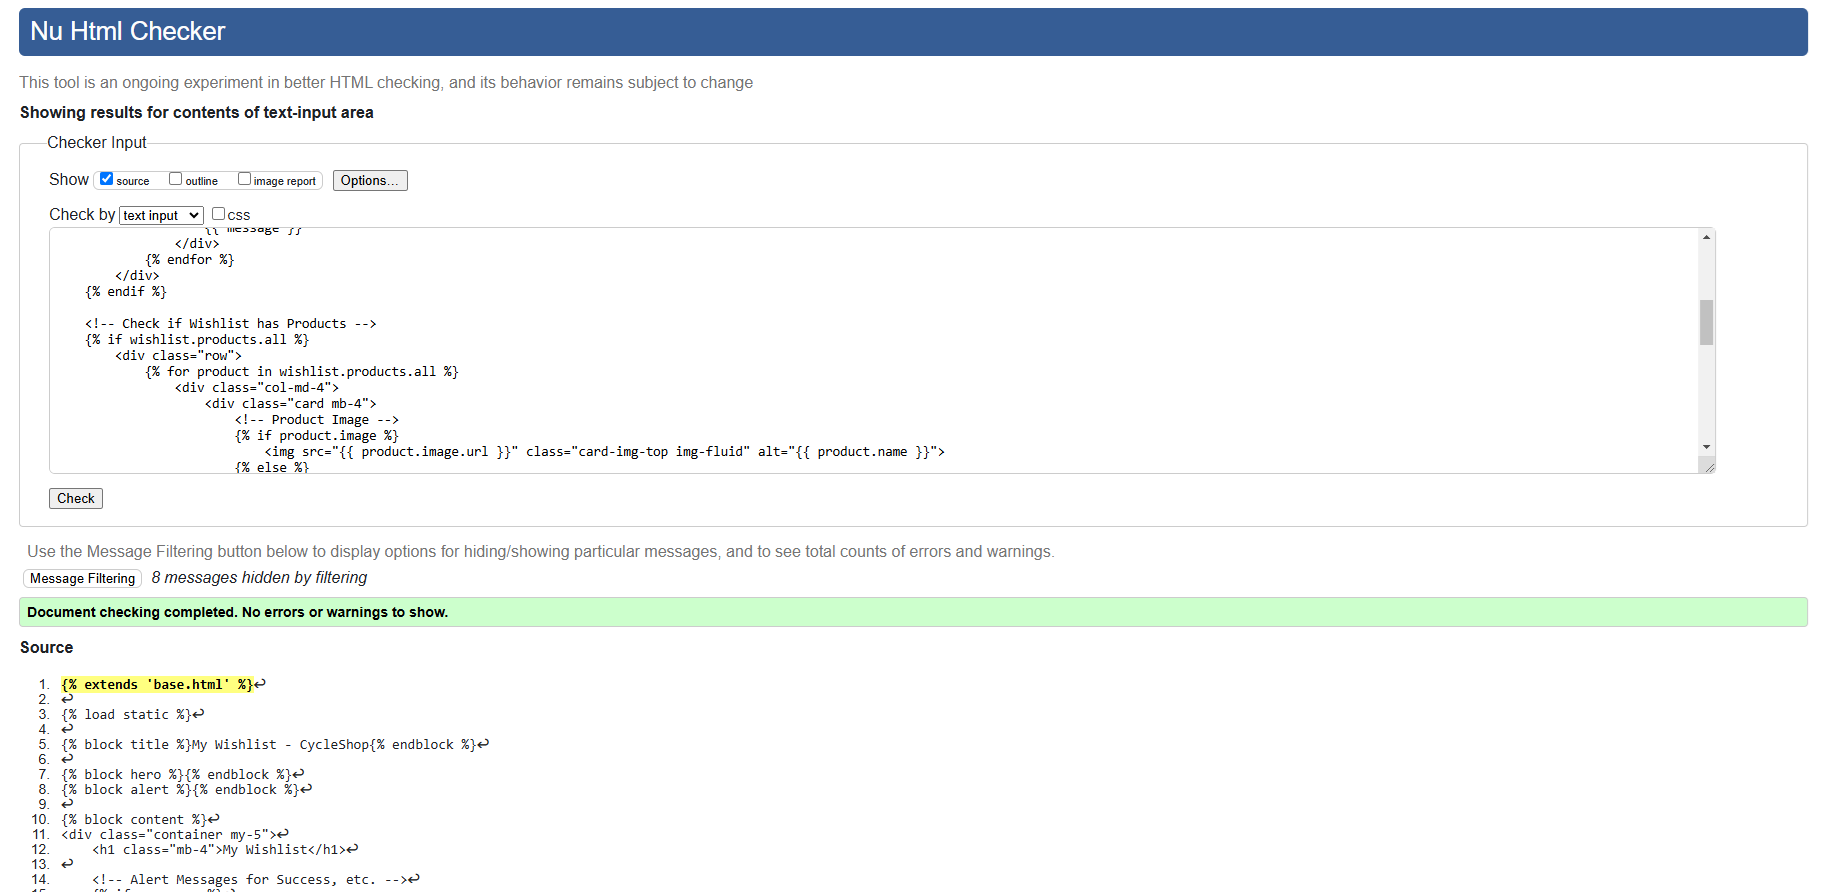 Nu Html Checker
This tool is an ongoing experiment in better HTML checking, and its behavior remains subject to change
Showing results for contents of text-input area
Checker Input
Show source outline image report Options...
Check by text input css
{{ message }}
</div>
{% endfor %}
</div>
{% endif %}
<!-- Check if Wishlist has Products -->
{% if wishlist.products.all %}
<div class="row">
{% for product in wishlist.products.all %}
<div class="col-md-4">
<div class="card mb-4">
<!-- Product Image -->
{% if product.image %}
<img src="{{ product.image.url }}" class="card-img-top img-fluid" alt="{{ product.name }}">
{% else %}
Check
Use the Message Filtering button below to display options for hiding/showing particular messages, and to see total counts of errors and warnings.
Message Filtering 8 messages hidden by filtering
Document checking completed. No errors or warnings to show.
Source
1. {% extends 'base.html' %}↩
2. ↩
3. {% load static %}↩
4. ↩
5. {% block title %}My Wishlist - CycleShop{% endblock %}↩
6. ↩
7. {% block hero %}{% endblock %}↩
8. {% block alert %}{% endblock %}↩
9. ↩
10. {% block content %}↩
11. <div class="container my-5">↩
12. <h1 class="mb-4">My Wishlist</h1>↩
13. ↩
14. <!-- Alert Messages for Success, etc. -->↩